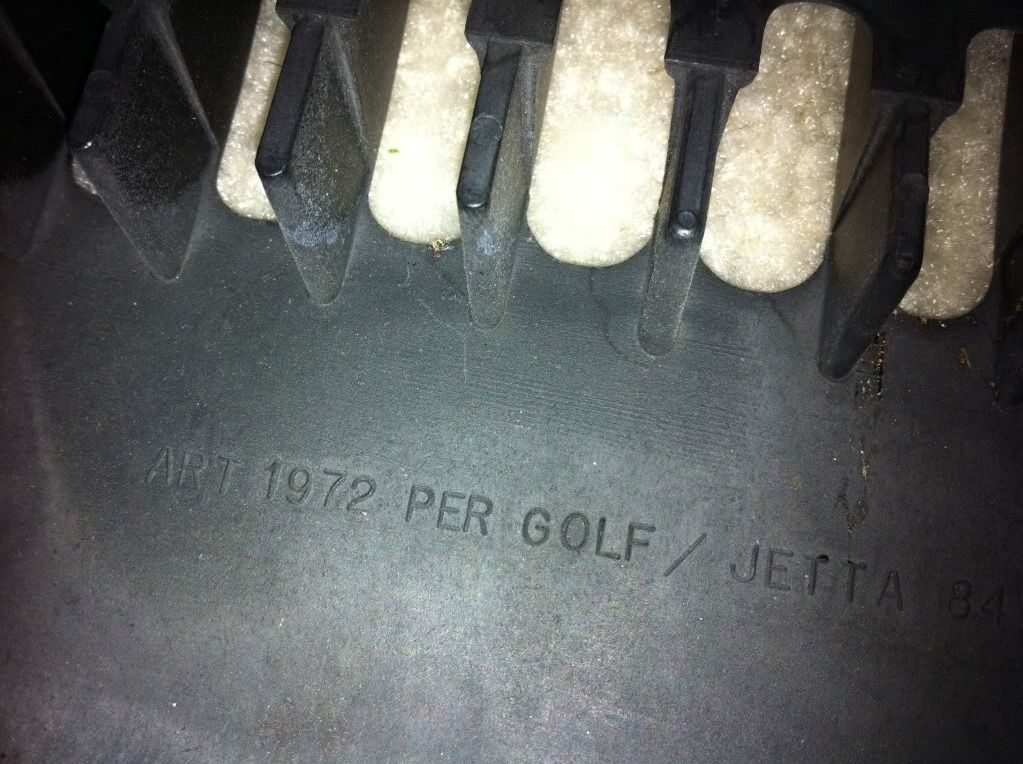 ART 1972 PER GOLF / JETTA 84